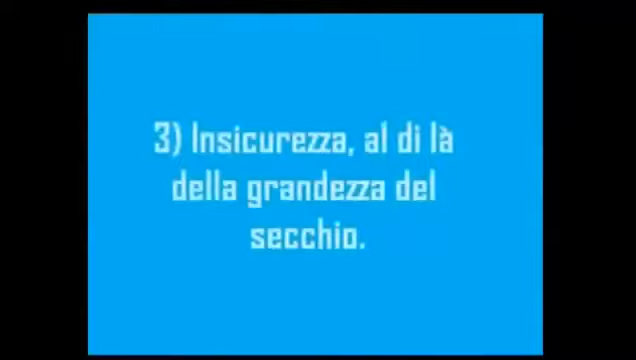 3) Insicurezza, al di là
della grandezza del
secchio.